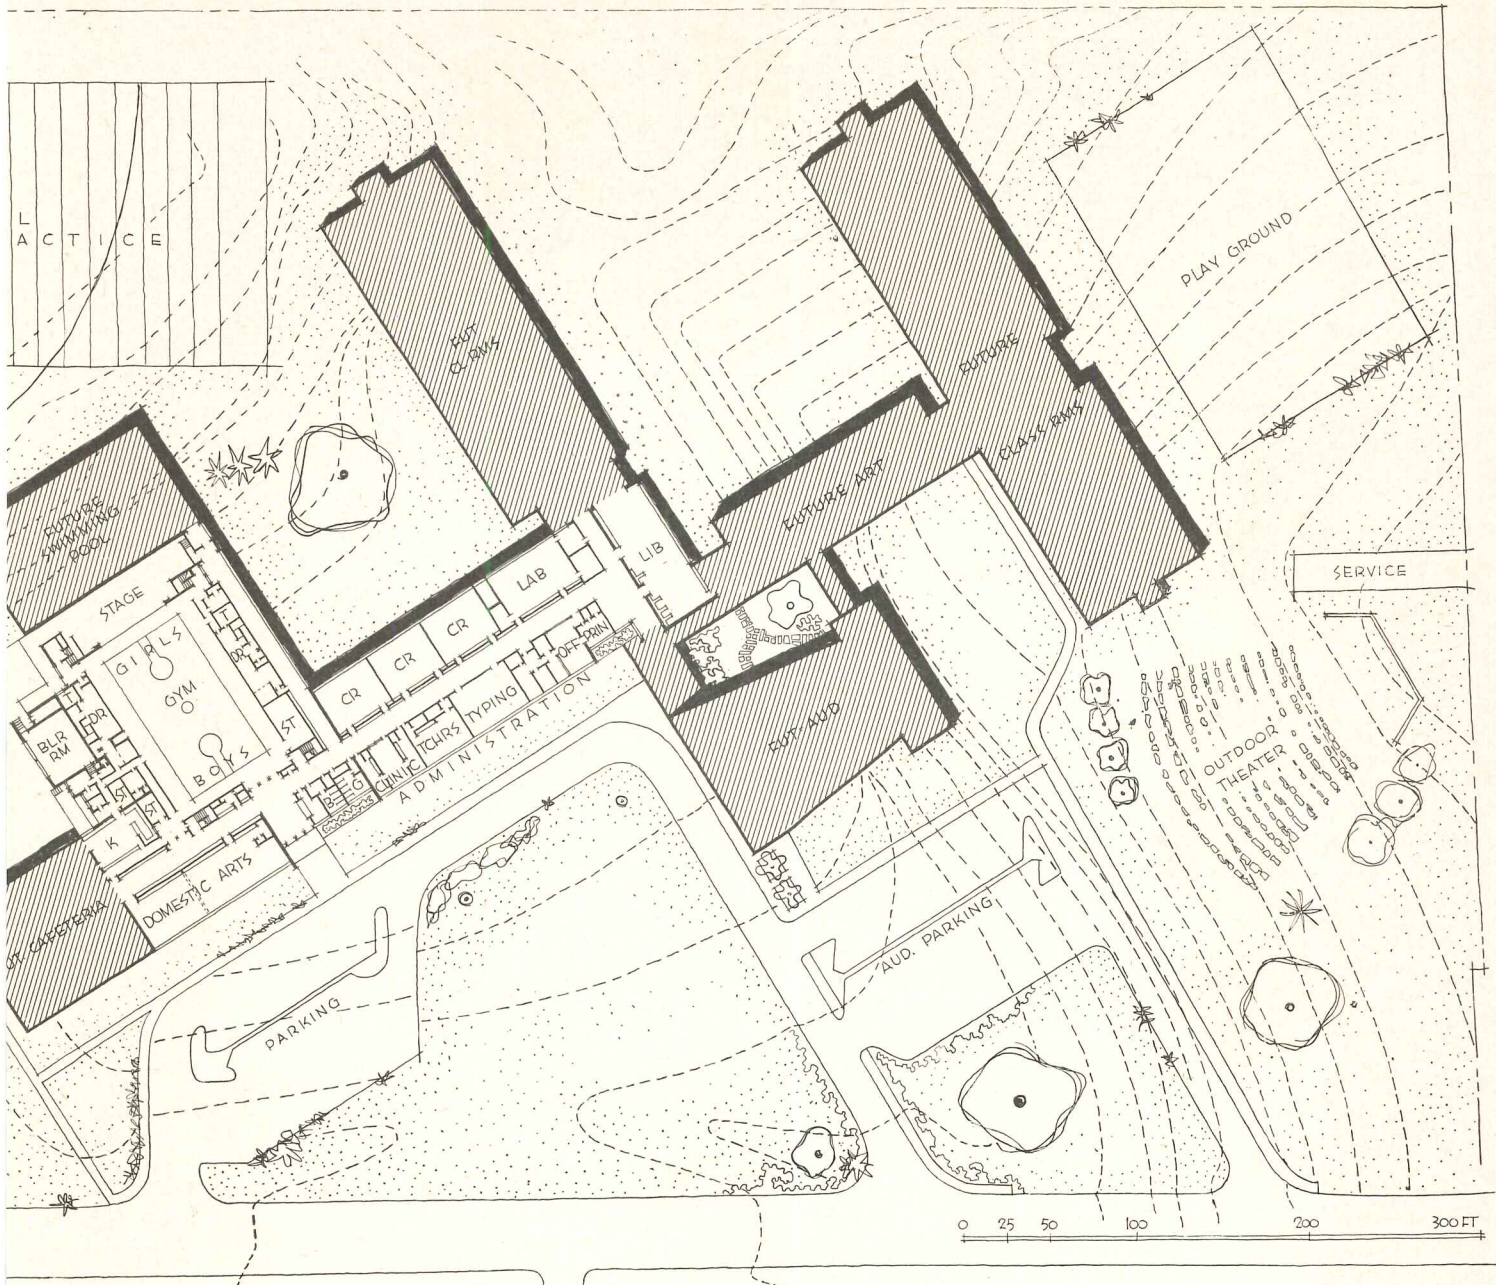 L
ACTICE
PLAY GROUND
FUT
CL RMS
FUTURE
CLASS RMS
FUTURE ART
FUTURE
SWIMMING
POOL
STAGE
LIB
LAB
CR
CR
CR
SERVICE
GIRLS
GYM
BOYS
DR
DR
T
ST
BLR
RM
ST
ST
K
OFF
PRIN
TYPING
TCHRS
CLINIC
B
G
ADMINISTRATION
FUT-AUD
OUTDOOR
THEATER
DOMESTIC ARTS
UT CAFETERIA
PARKING
AUD. PARKING
0 25 50 100 200 300 FT